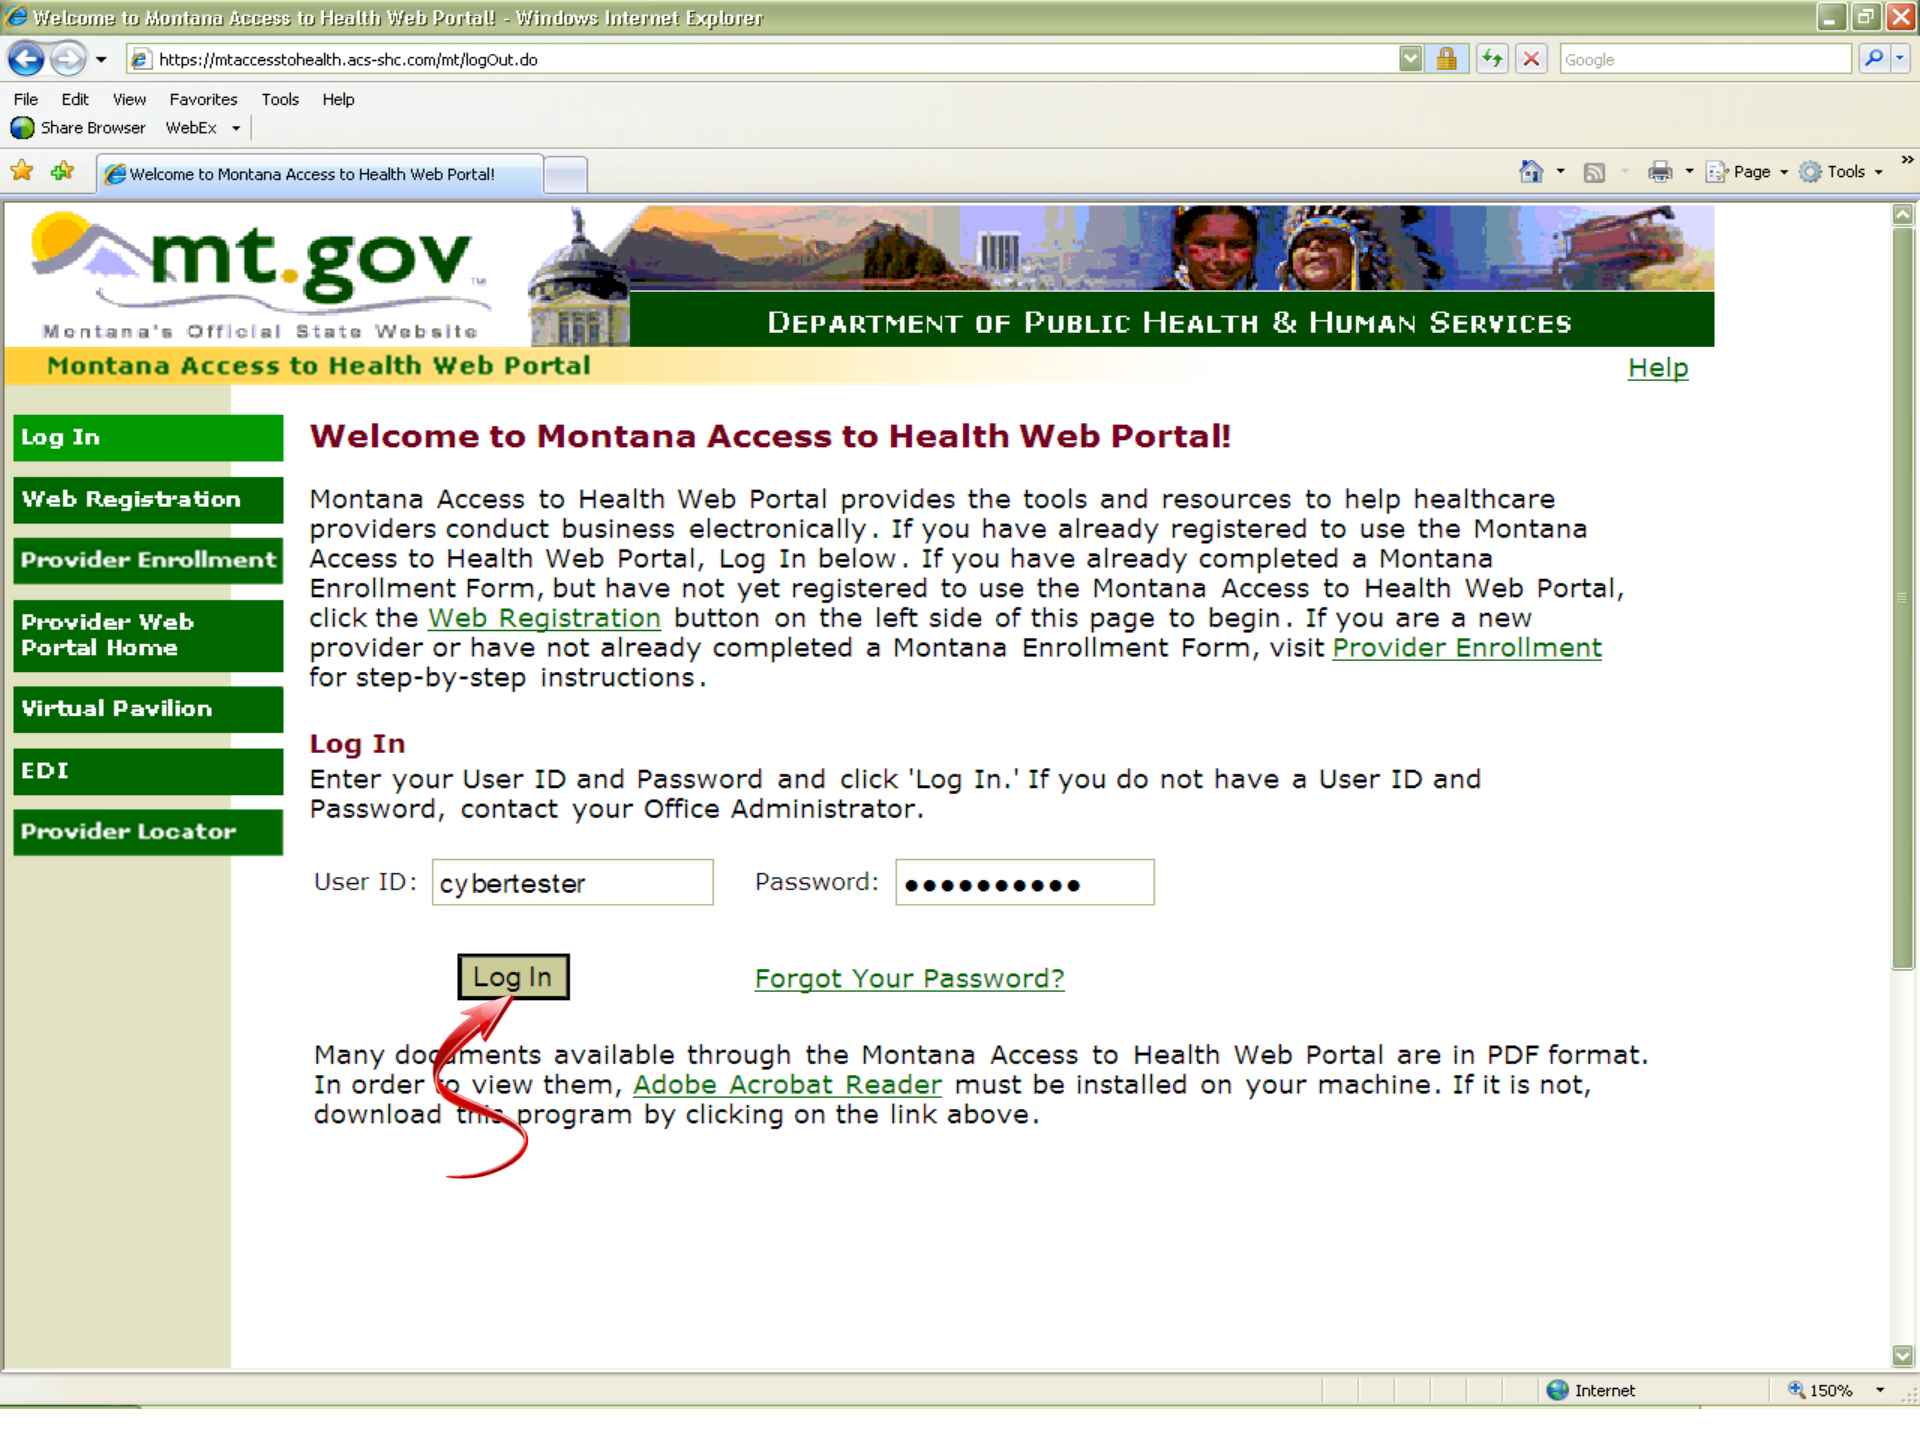 Welcome to Montana Access to Health Web Portal! - Windows Internet Explorer
https://mtaccesstohealth.acs-shc.com/mt/logOut.do
Google
File Edit View Favorites Tools Help
Share Browser WebEx
Welcome to Montana Access to Health Web Portal!
Page Tools »
mt.gov TM
Montana's Official State Website
DEPARTMENT OF PUBLIC HEALTH & HUMAN SERVICES
Montana Access to Health Web Portal
Help
Log In
Web Registration
Provider Enrollment
Provider Web
Portal Home
Virtual Pavilion
EDI
Provider Locator
Welcome to Montana Access to Health Web Portal!
Montana Access to Health Web Portal provides the tools and resources to help healthcare
providers conduct business electronically. If you have already registered to use the Montana
Access to Health Web Portal, Log In below. If you have already completed a Montana
Enrollment Form, but have not yet registered to use the Montana Access to Health Web Portal,
click the Web Registration button on the left side of this page to begin. If you are a new
provider or have not already completed a Montana Enrollment Form, visit Provider Enrollment
for step-by-step instructions.
Log In
Enter your User ID and Password and click 'Log In.' If you do not have a User ID and
Password, contact your Office Administrator.
User ID: cybertester Password: ●●●●●●●●●●
Log In Forgot Your Password?
Many documents available through the Montana Access to Health Web Portal are in PDF format.
In order to view them, Adobe Acrobat Reader must be installed on your machine. If it is not,
download this program by clicking on the link above.
Internet 150%